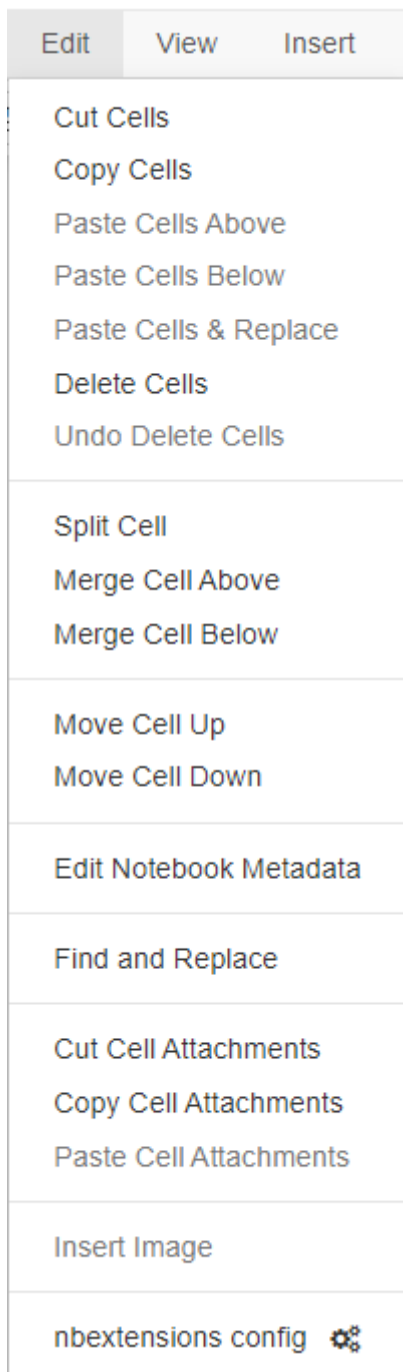 Edit View Insert
Cut Cells
Copy Cells
Paste Cells Above
Paste Cells Below
Paste Cells & Replace
Delete Cells
Undo Delete Cells
Split Cell
Merge Cell Above
Merge Cell Below
Move Cell Up
Move Cell Down
Edit Notebook Metadata
Find and Replace
Cut Cell Attachments
Copy Cell Attachments
Paste Cell Attachments
Insert Image
nbextensions config